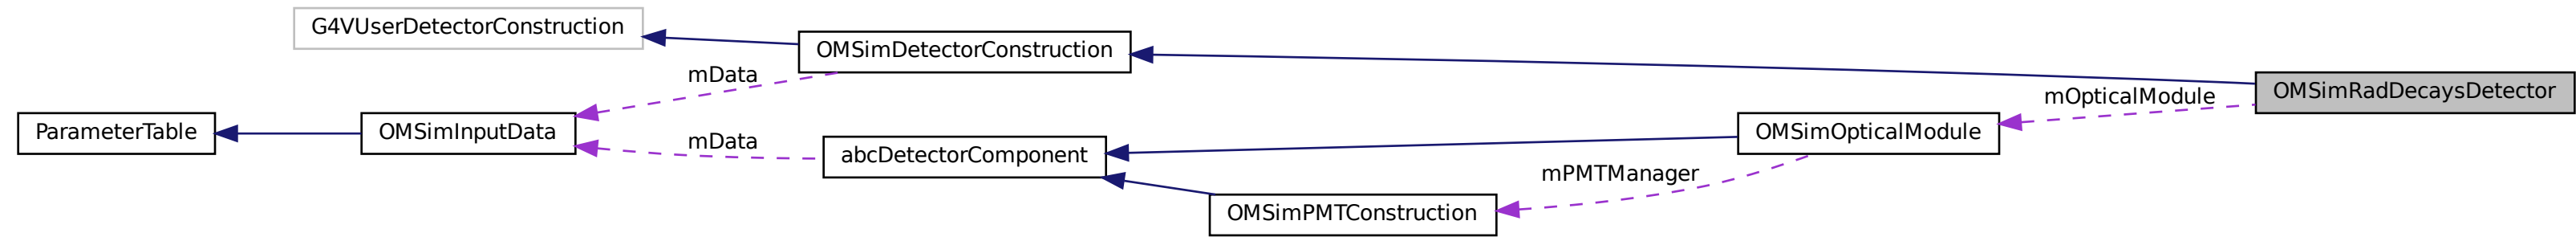 G4VUserDetectorConstruction
OMSimDetectorConstruction
mData
OMSimRadDecaysDetector
mOpticalModule
ParameterTable
OMSimInputData
OMSimOpticalModule
mData
abcDetectorComponent
mPMTManager
OMSimPMTConstruction